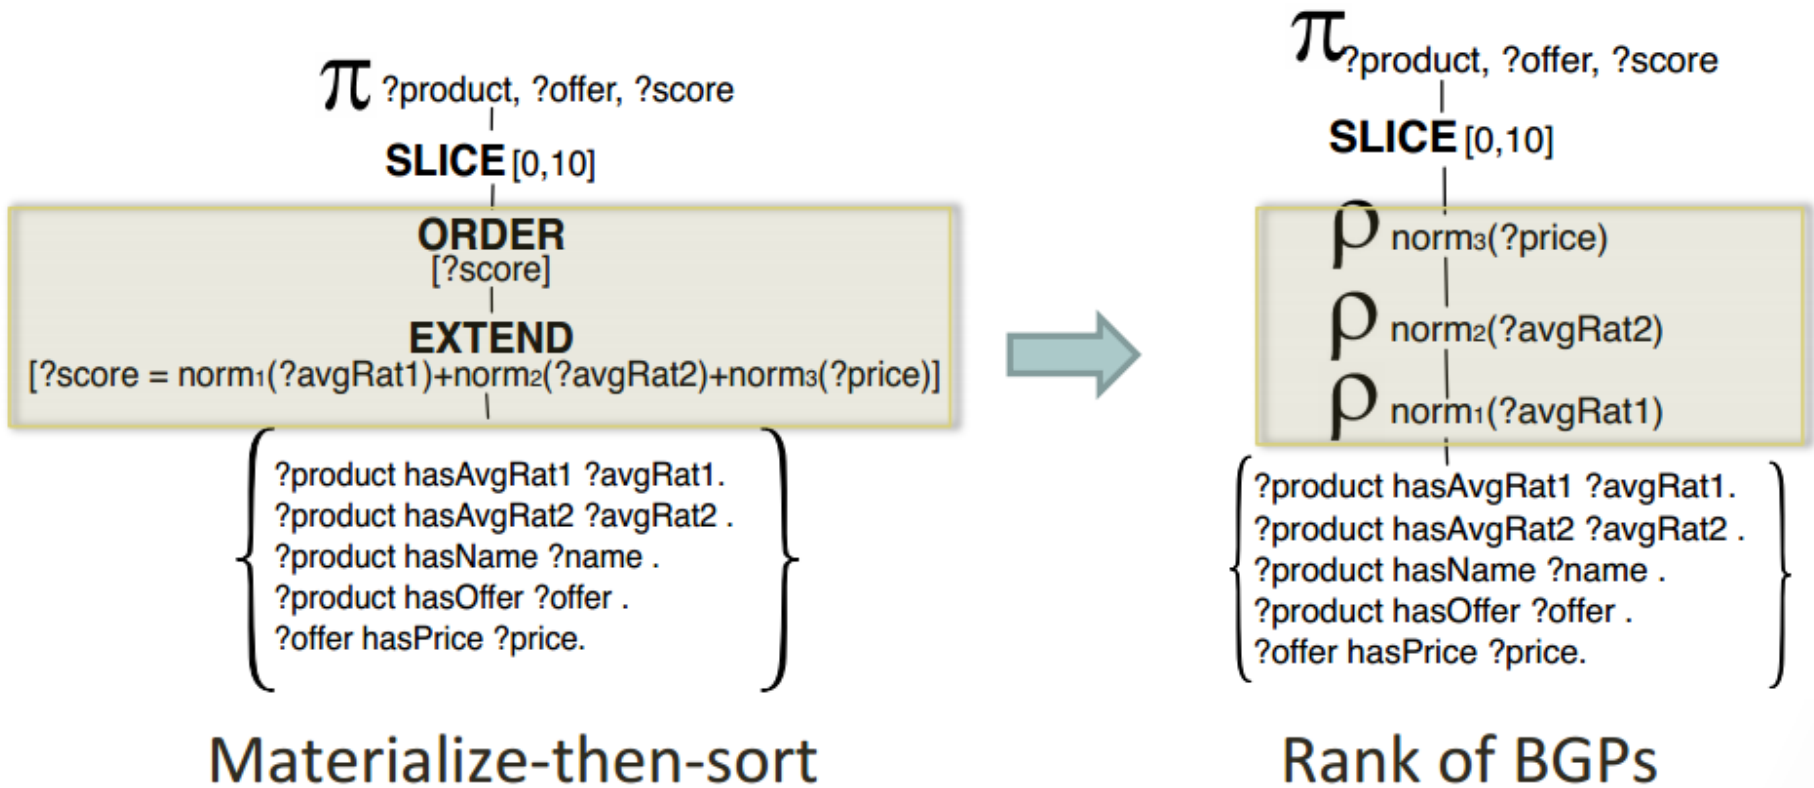 π ?product, ?offer, ?score
SLICE [0,10]
ORDER
[?score]
EXTEND
[?score = norm₁(?avgRat1)+norm₂(?avgRat2)+norm₃(?price)]
?product hasAvgRat1 ?avgRat1.
?product hasAvgRat2 ?avgRat2 .
?product hasName ?name .
?product hasOffer ?offer .
?offer hasPrice ?price.
Materialize-then-sort
π ?product, ?offer, ?score
SLICE [0,10]
ρ norm₃(?price)
ρ norm₂(?avgRat2)
ρ norm₁(?avgRat1)
?product hasAvgRat1 ?avgRat1.
?product hasAvgRat2 ?avgRat2 .
?product hasName ?name .
?product hasOffer ?offer .
?offer hasPrice ?price.
Rank of BGPs